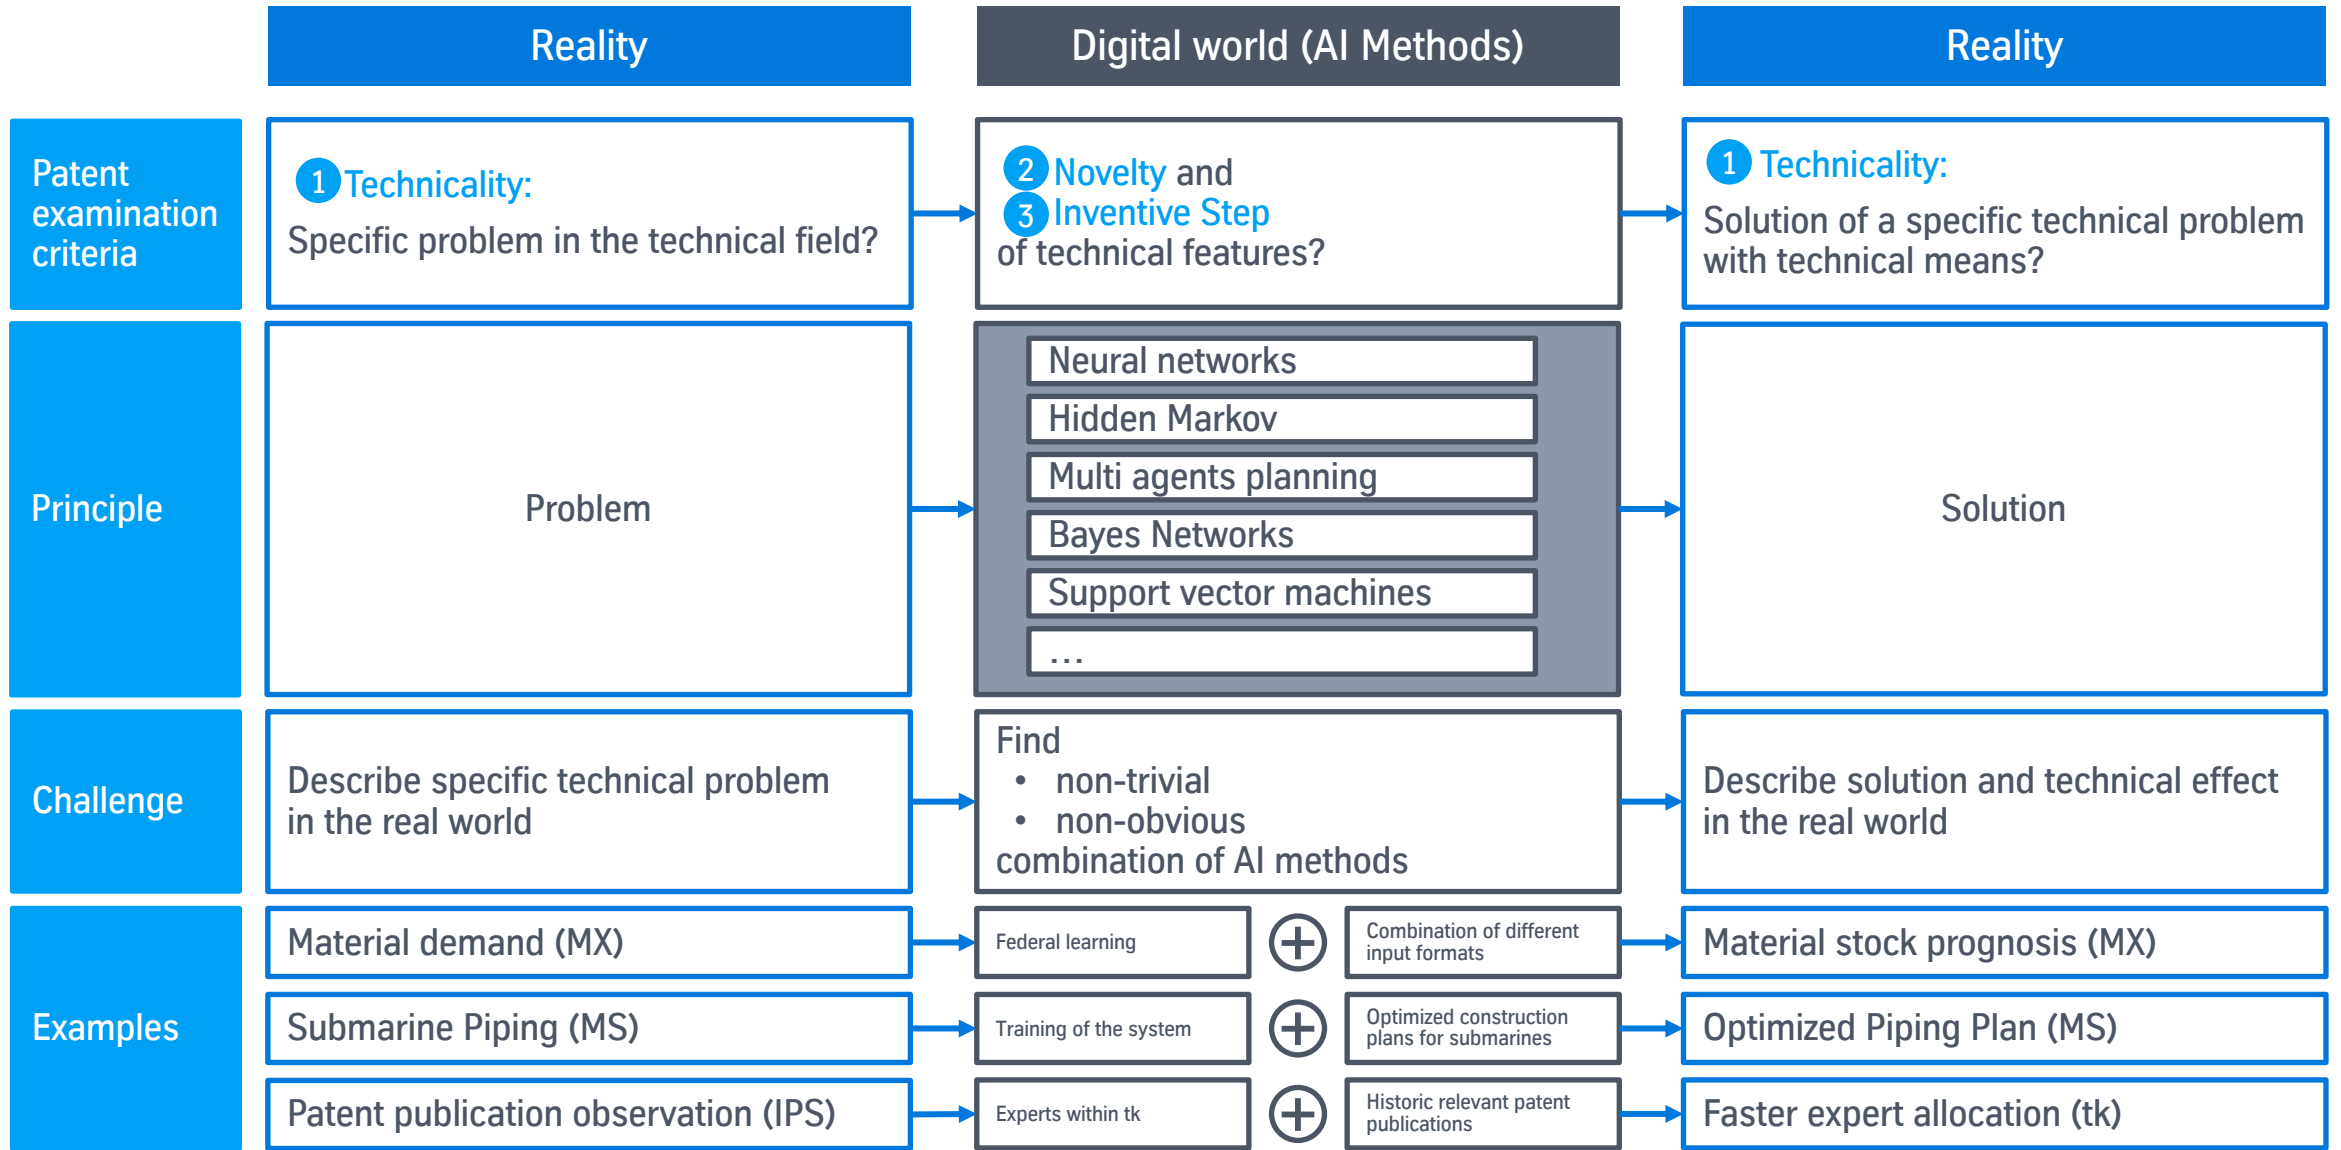 Reality
Digital world (AI Methods)
Reality
Patent
examination
criteria
1 Technicality:
Specific problem in the technical field?
2 Novelty and
3 Inventive Step
of technical features?
1 Technicality:
Solution of a specific technical problem
with technical means?
Principle
Problem
Neural networks
Hidden Markov
Multi agents planning
Bayes Networks
Support vector machines
...
Solution
Challenge
Describe specific technical problem
in the real world
Find
• non-trivial
• non-obvious
combination of AI methods
Describe solution and technical effect
in the real world
Examples
Material demand (MX)
Federal learning
Combination of different
input formats
Material stock prognosis (MX)
Submarine Piping (MS)
Training of the system
Optimized construction
plans for submarines
Optimized Piping Plan (MS)
Patent publication observation (IPS)
Experts within tk
Historic relevant patent
publications
Faster expert allocation (tk)